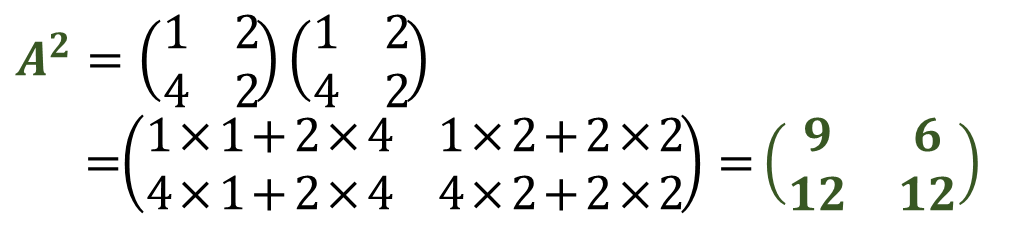 A² = (1 2) (1 2)
(4 2) (4 2)
=(1×1+2×4 1×2+2×2) = (9 6)
(4×1+2×4 4×2+2×2) (12 12)